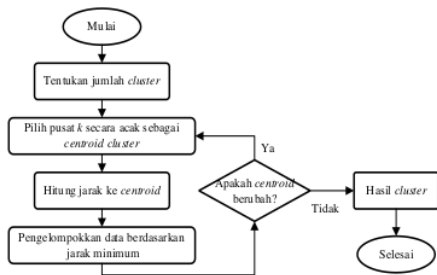 Mulai
Tentukan jumlah cluster
Pilih pusat k secara acak sebagai
centroid cluster
Hitung jarak ke centroid
Pengelompokkan data berdasarkan
jarak minimum
Ya
Apakah centroid
berubah?
Tidak
Hasil cluster
Selesai